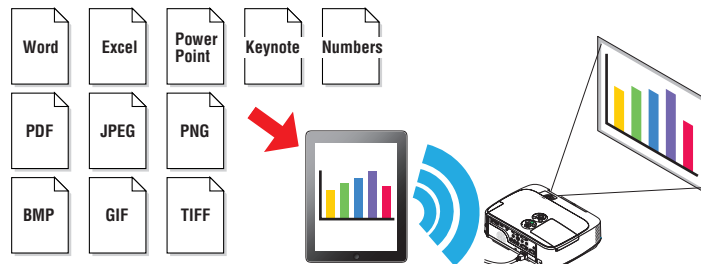 Word
Excel
Power
Point
Keynote
Numbers
PDF
JPEG
PNG
BMP
GIF
TIFF